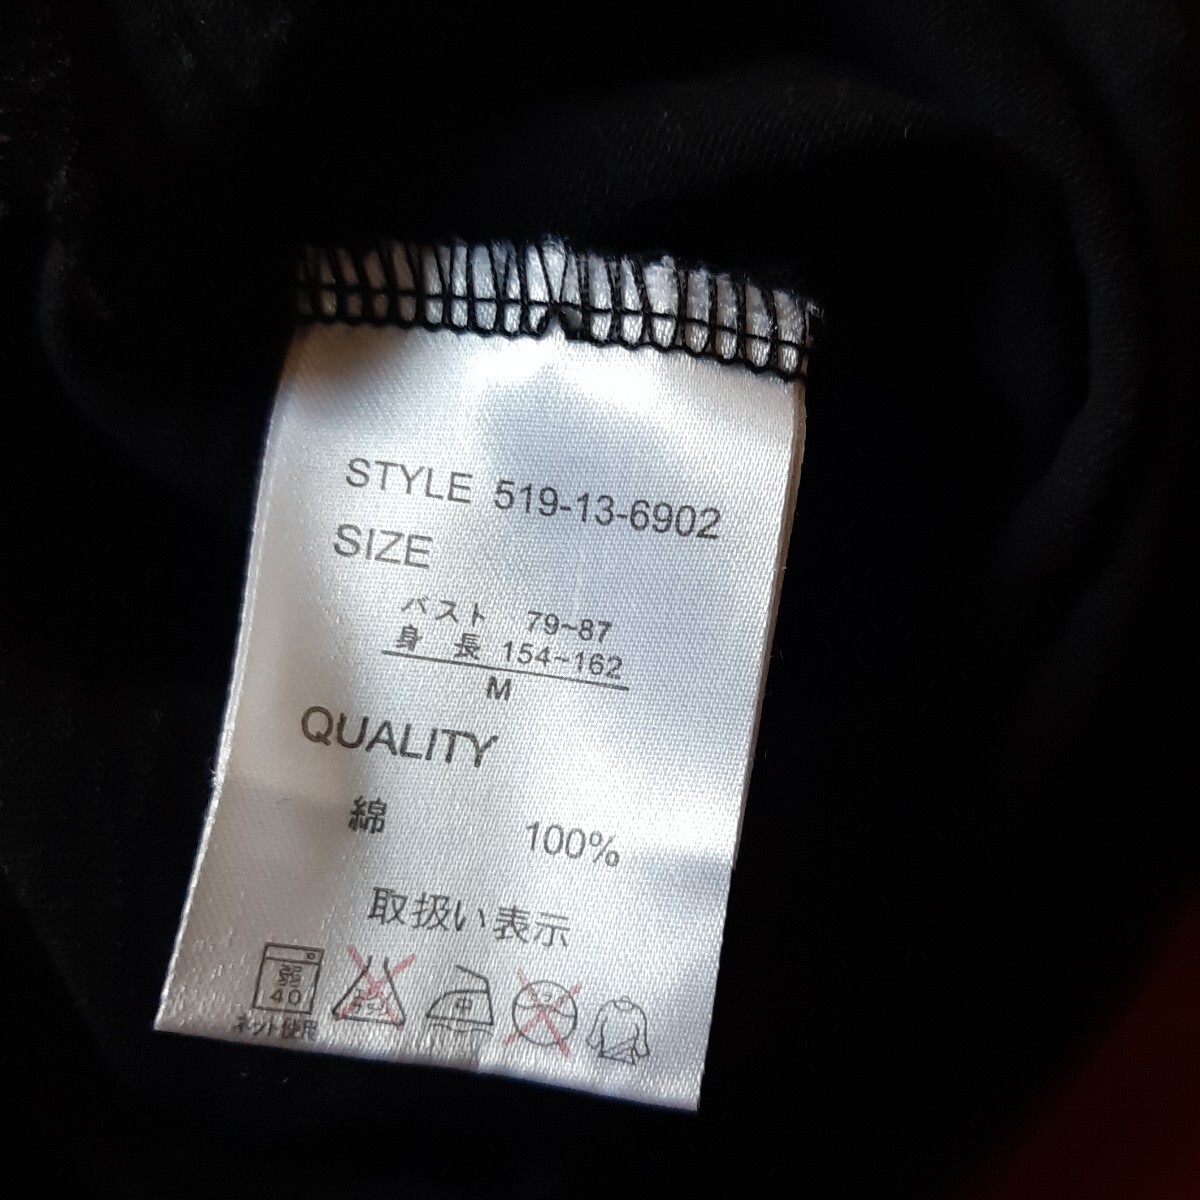 STYLE 519-13-6902
SIZE
バスト 79~87
身 長 154~162
M
QUALITY
綿 100%
取扱い表示
弱 40 中
ネット使用